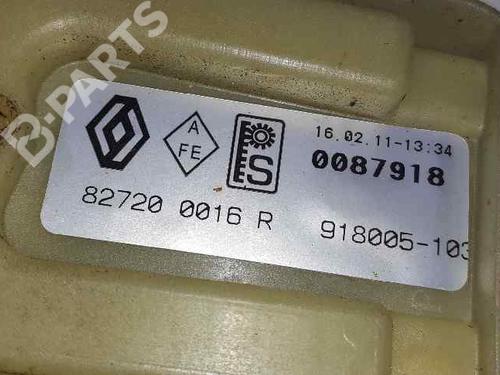 B-PARTS
A
FE
S
16.02.11-13:34
0087918
82720 0016 R
918005-103